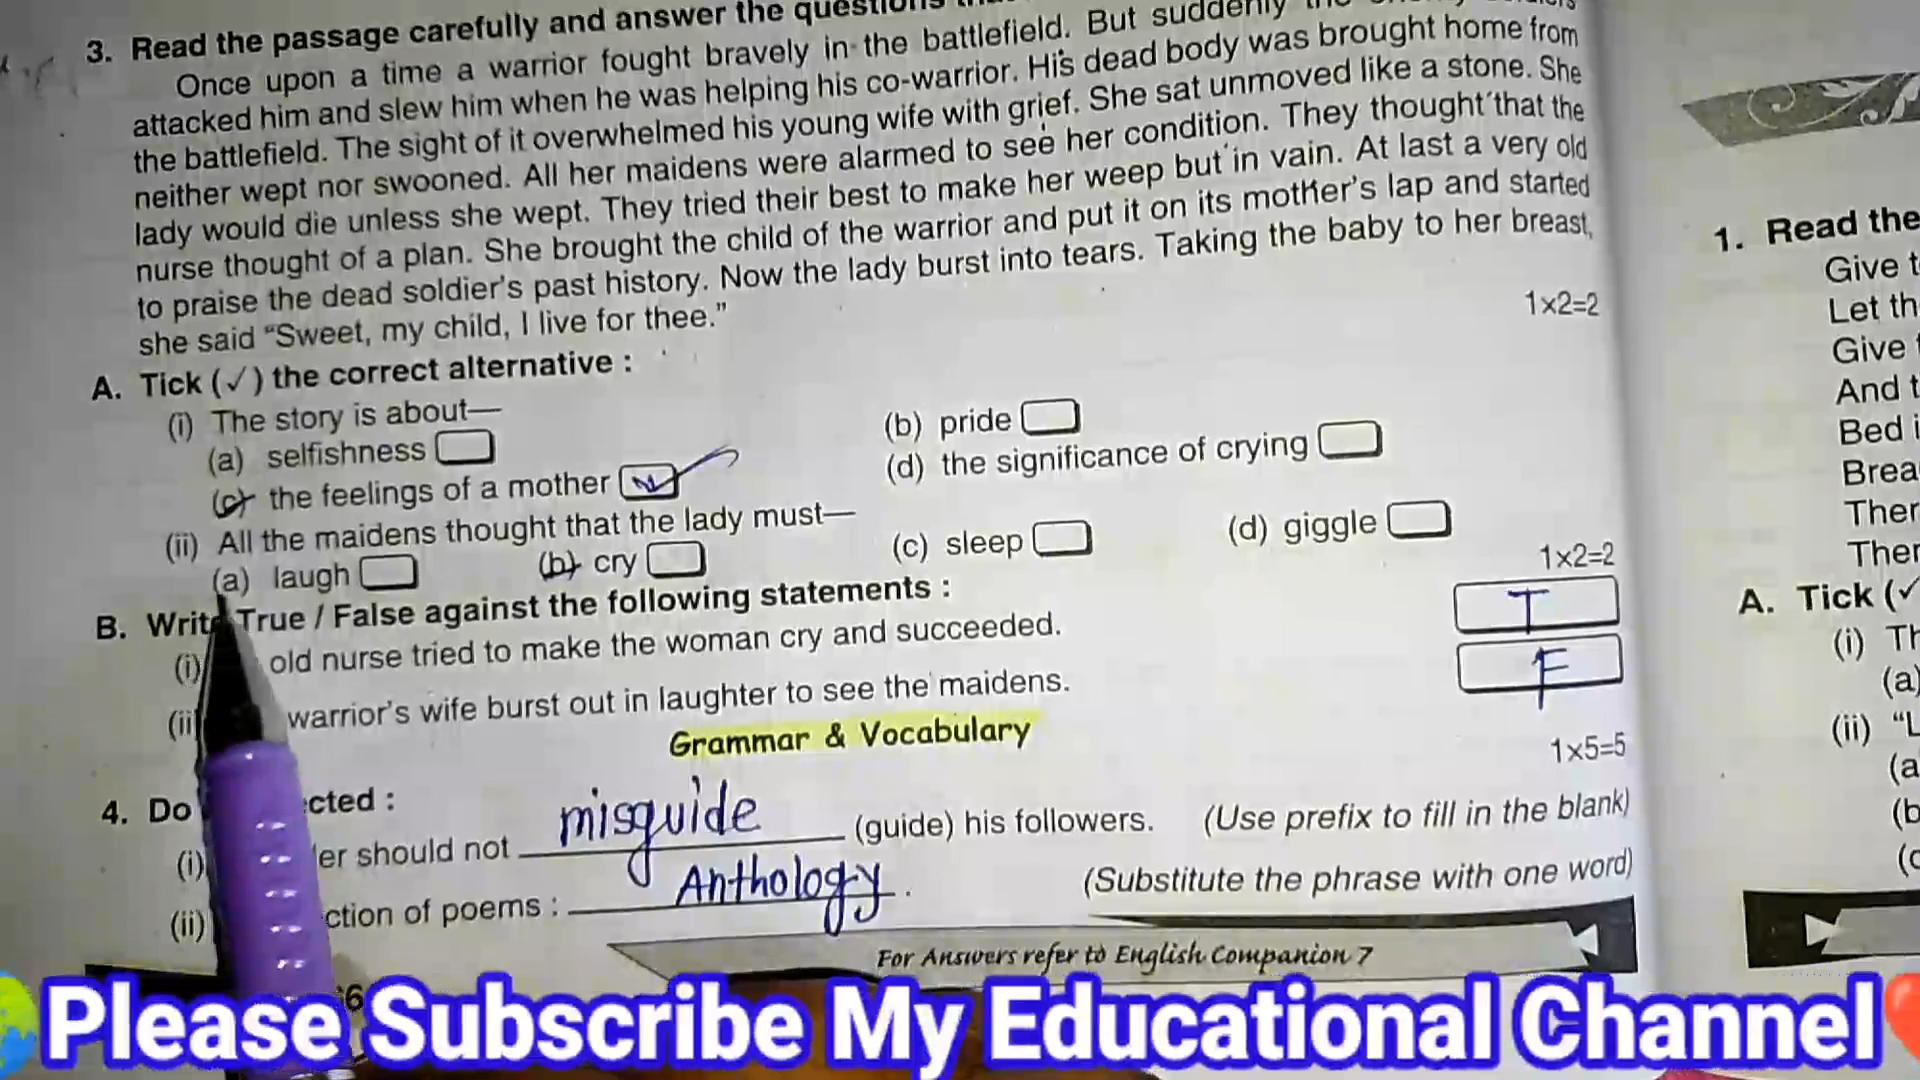 3. Read the passage carefully and answer the questions
Once upon a time a warrior fought bravely in the battlefield. But suddenly
attacked him and slew him when he was helping his co-warrior. His dead body was brought home from
the battlefield. The sight of it overwhelmed his young wife with grief. She sat unmoved like a stone. She
neither wept nor swooned. All her maidens were alarmed to see her condition. They thought that the
lady would die unless she wept. They tried their best to make her weep but in vain. At last a very old
nurse thought of a plan. She brought the child of the warrior and put it on its mother's lap and started
to praise the dead soldier's past history. Now the lady burst into tears. Taking the baby to her breast,
she said “Sweet, my child, I live for thee.”
1×2=2
A. Tick (✓) the correct alternative :
(i) The story is about—
(a) selfishness (b) pride
(c) the feelings of a mother ✓ (d) the significance of crying
(ii) All the maidens thought that the lady must—
(a) laugh (b) cry (c) sleep (d) giggle
1×2=2
B. Write True / False against the following statements :
(i) old nurse tried to make the woman cry and succeeded. T
(ii) warrior's wife burst out in laughter to see the maidens. F
Grammar & Vocabulary
1×5=5
4. Do cted :
(i) er should not misguide (guide) his followers. (Use prefix to fill in the blank)
(ii) ction of poems : Anthology. (Substitute the phrase with one word)
For Answers refer to English Companion 7
6
1. Read the
Give t
Let th
Give
And t
Bed i
Brea
Ther
Ther
A. Tick (✓
(i) Th
(a)
(ii) “L
(a
(b
(c
Please Subscribe My Educational Channel